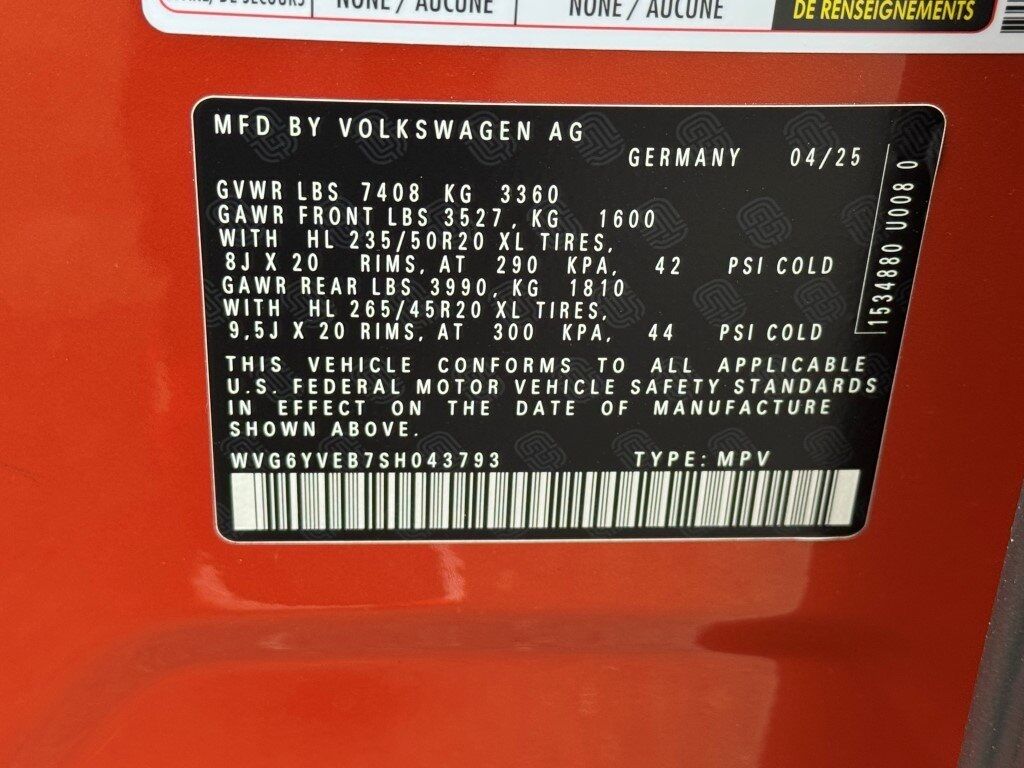 DE SECOURS
NONE / AUCUNE
NONE / AUCUNE
DE RENSEIGNEMENTS
MFD BY VOLKSWAGEN AG
GERMANY 04/25
GVWR LBS 7408 KG 3360
GAWR FRONT LBS 3527, KG 1600
WITH HL 235/50R20 XL TIRES,
8J X 20 RIMS, AT 290 KPA, 42 PSI COLD
GAWR REAR LBS 3990, KG 1810
WITH HL 265/45R20 XL TIRES,
9,5J X 20 RIMS, AT 300 KPA, 44 PSI COLD
1534880 U008 0
THIS VEHICLE CONFORMS TO ALL APPLICABLE
U.S. FEDERAL MOTOR VEHICLE SAFETY STANDARDS
IN EFFECT ON THE DATE OF MANUFACTURE
SHOWN ABOVE.
WVG6YVEB7SH043793 TYPE: MPV